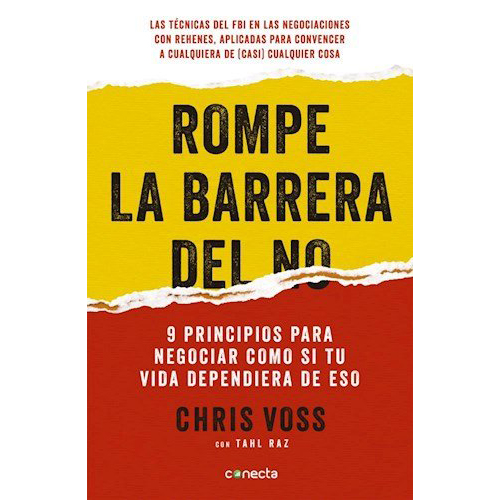 LAS TÉCNICAS DEL FBI EN LAS NEGOCIACIONES
CON REHENES, APLICADAS PARA CONVENCER
A CUALQUIERA DE (CASI) CUALQUIER COSA
ROMPE
LA BARRERA
DEL NO
9 PRINCIPIOS PARA
NEGOCIAR COMO SI TU
VIDA DEPENDIERA DE ESO
CHRIS VOSS
CON TAHL RAZ
conecta